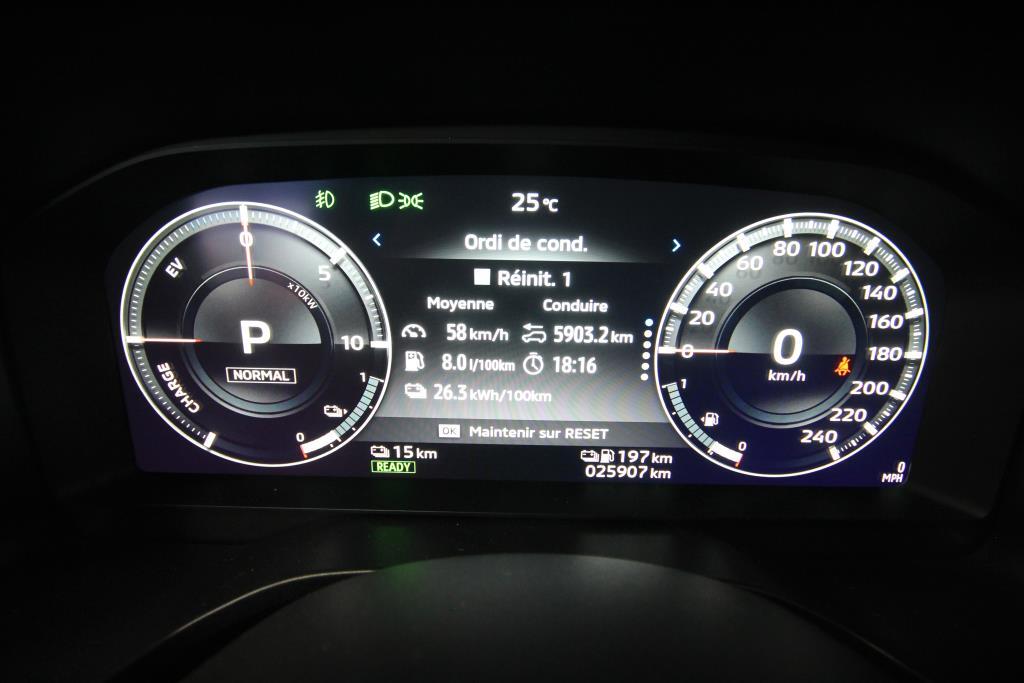 25°C
Ordi de cond.
Réinit. 1
Moyenne Conduire
58 km/h 5903.2 km
8.0 l/100km 18:16
26.3 kWh/100km
OK Maintenir sur RESET
15 km
READY
197 km
025907 km
EV
0
5
x10kW
10
P
NORMAL
CHARGE
1
0
0
20
40
60
80
100
120
140
160
180
200
220
240
0
km/h
1
0
0
MPH